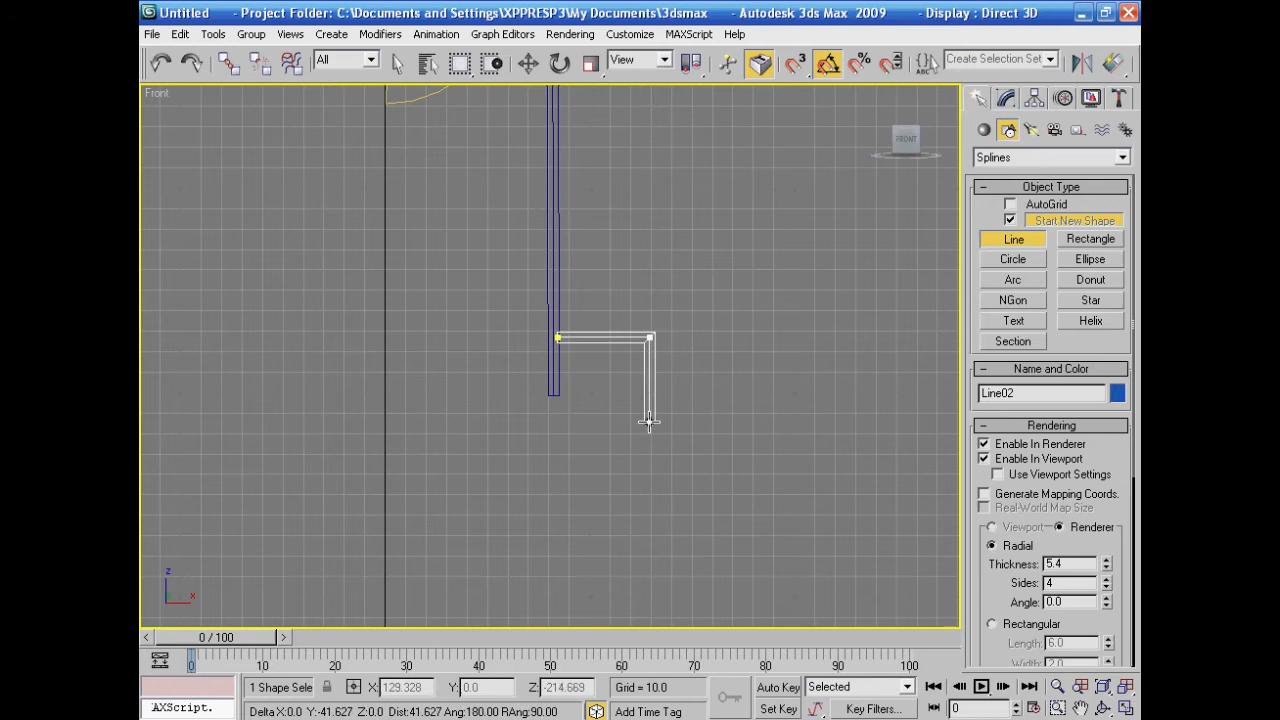 Untitled - Project Folder: C:\Documents and Settings\XPPRESP3\My Documents\3dsmax - Autodesk 3ds Max 2009 - Display : Direct 3D
File Edit Tools Group Views Create Modifiers Animation Graph Editors Rendering Customize MAXScript Help
All View 3 % ABC Create Selection Set
Front
FRONT
Splines
Object Type
AutoGrid
Start New Shape
Line Rectangle
Circle Ellipse
Arc Donut
NGon Star
Text Helix
Section
Name and Color
Line02
Rendering
Enable In Renderer
Enable In Viewport
Use Viewport Settings
Generate Mapping Coords.
Real-World Map Size
Viewport Renderer
Radial
Thickness: 5.4
Sides: 4
Angle: 0.0
Rectangular
Length: 6.0
Width: 2.0
z
x
0 / 100
0 10 20 30 40 50 60 70 80 90 100
1 Shape Sele X: 129.328 Y: 0.0 Z: -214.669 Grid = 10.0 Auto Key Selected
AXScript. Delta X:0.0 Y:-41.627 Z:0.0 Dist:41.627 Ang:180.00 RAng:90.00 Add Time Tag Set Key Key Filters... 0